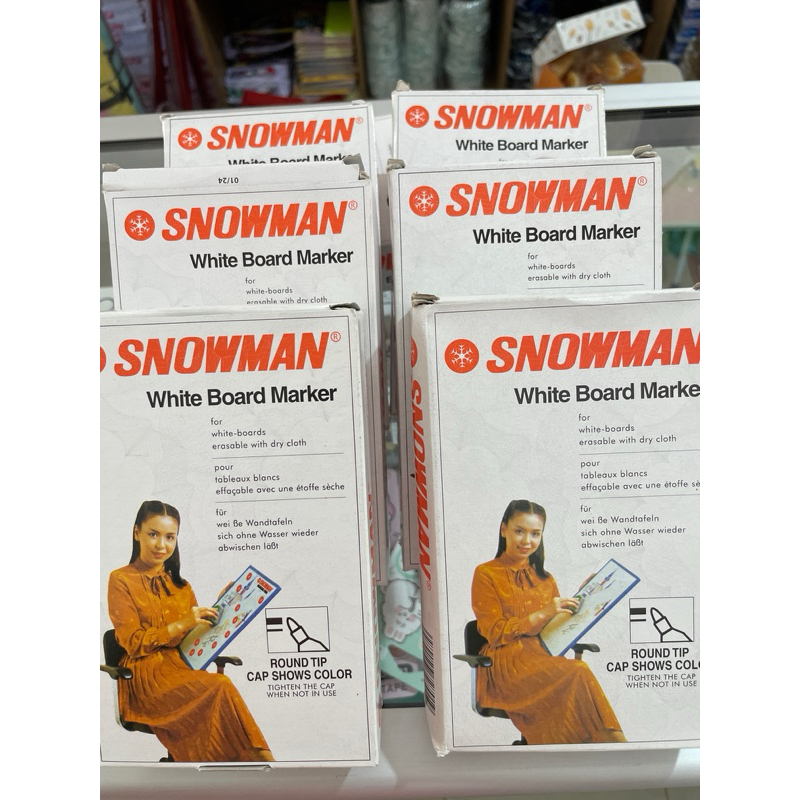 SNOWMAN®
White Board Marker
SNOWMAN®
White Board Marker
01/24
SNOWMAN®
White Board Marker
for
white-boards
erasable with dry cloth
SNOWMAN®
White Board Marker
for
white-boards
erasable with dry cloth
SNOWMAN®
White Board Marker
for
white-boards
erasable with dry cloth
pour
tableaux blancs
effaçable avec une étoffe sèche
für
wei ße Wandtafeln
sich ohne Wasser wieder
abwischen läßt
ROUND TIP
CAP SHOWS COLOR
TIGHTEN THE CAP
WHEN NOT IN USE
SNOWMAN®
SNOWMAN
White Board Marke
for
white-boards
erasable with dry cloth
pour
tableaux blancs
effaçable avec une étoffe sè
für
wei ße Wandtafeln
sich ohne Wasser wieder
abwischen läßt
ROUND TIP
CAP SHOWS COLO
TIGHTEN THE CAP
WHEN NOT IN USE